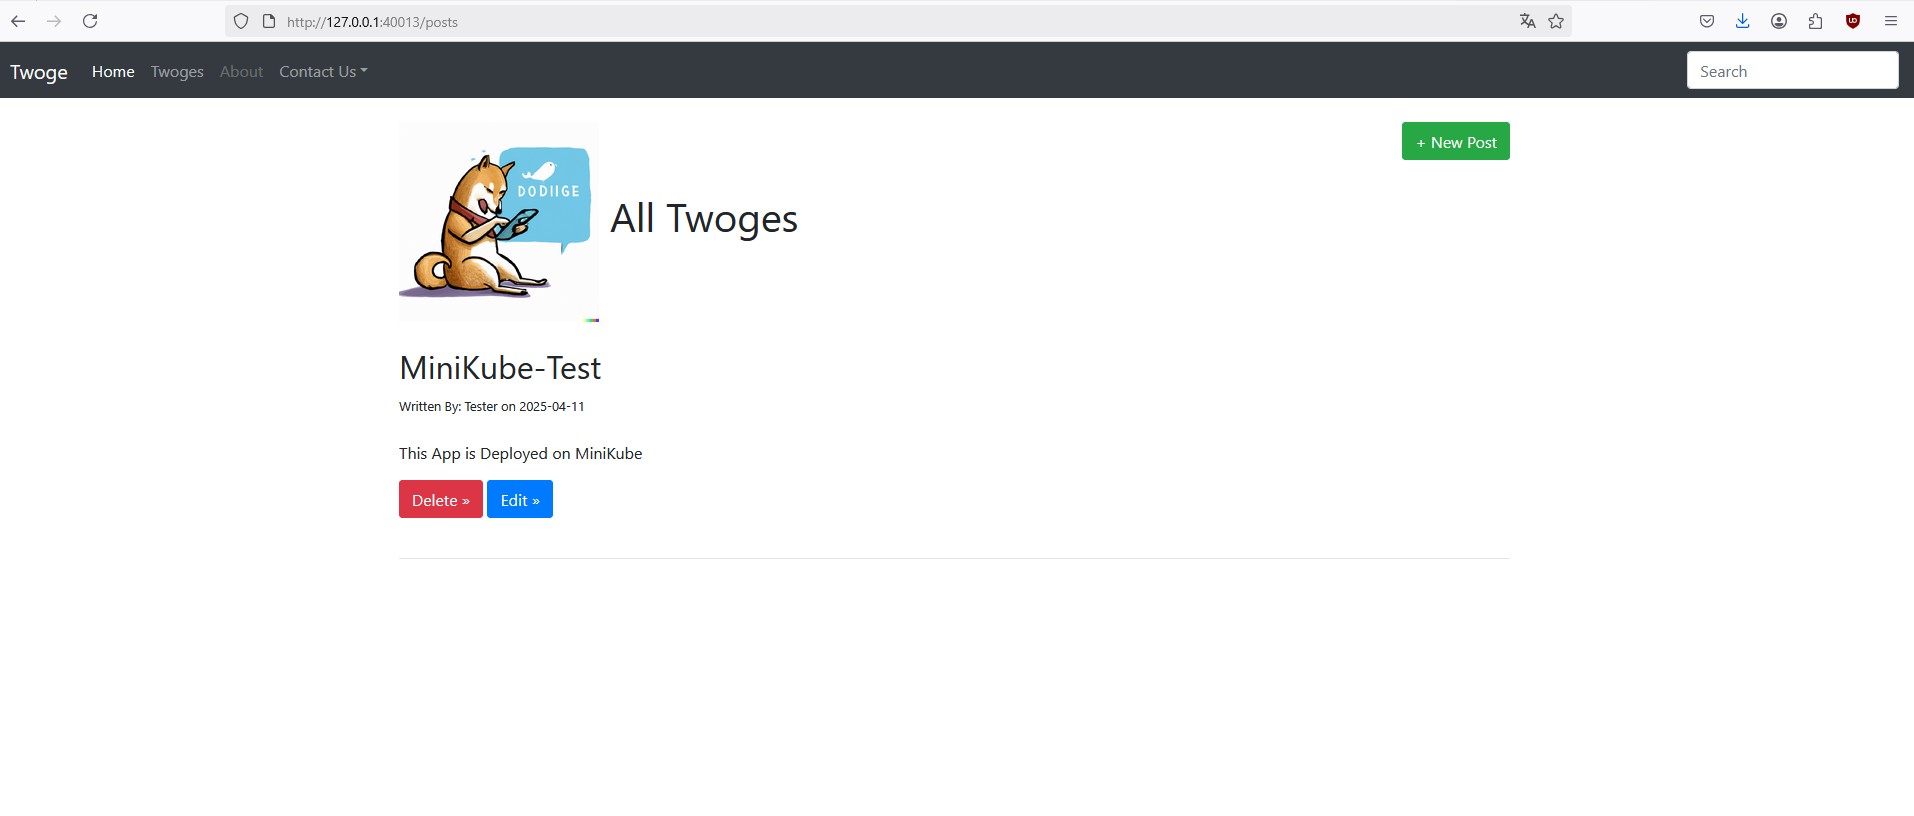 http://127.0.0.1:40013/posts
Twoge Home Twoges About Contact Us Search
+ New Post
DODIIGE
All Twoges
MiniKube-Test
Written By: Tester on 2025-04-11
This App is Deployed on MiniKube
Delete » Edit »